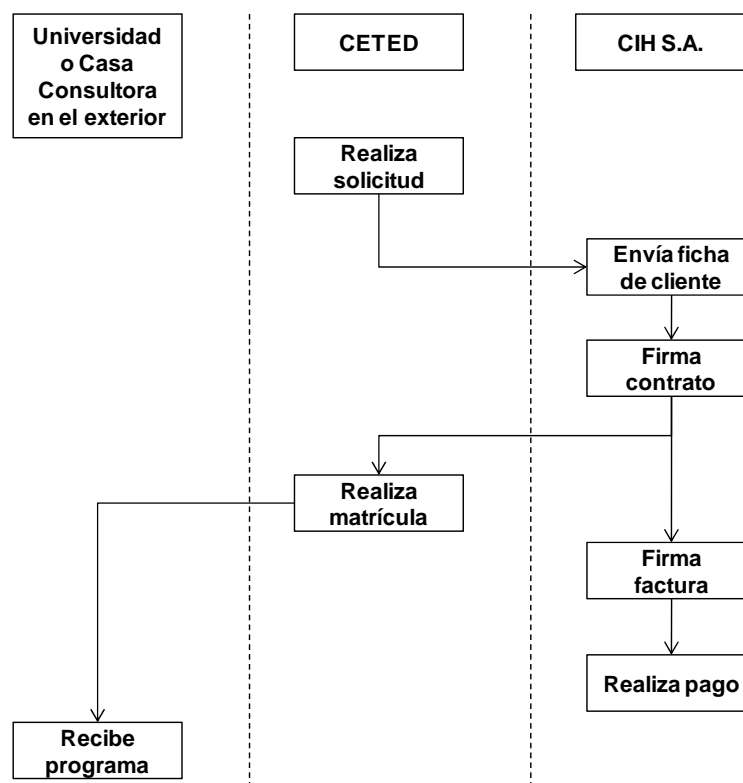 Universidad
o Casa
Consultora
en el exterior
CETED
CIH S.A.
Realiza
solicitud
Envía ficha
de cliente
Firma
contrato
Realiza
matrícula
Firma
factura
Realiza pago
Recibe
programa